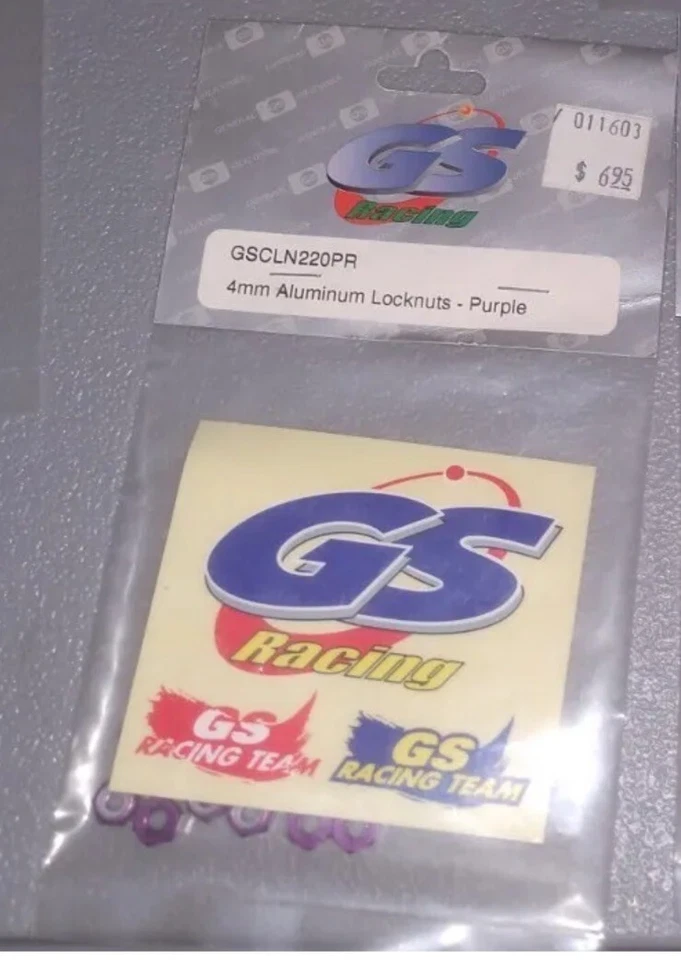 GS
Racing
011603
$ 695
GSCLN220PR
4mm Aluminum Locknuts - Purple
GS
Racing
GS
RACING TEAM
GS
RACING TEAM